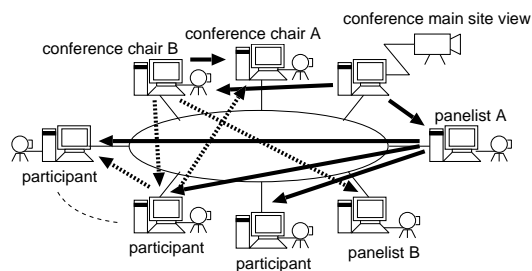 conference main site view
conference chair A
conference chair B
panelist A
participant
participant
participant
panelist B